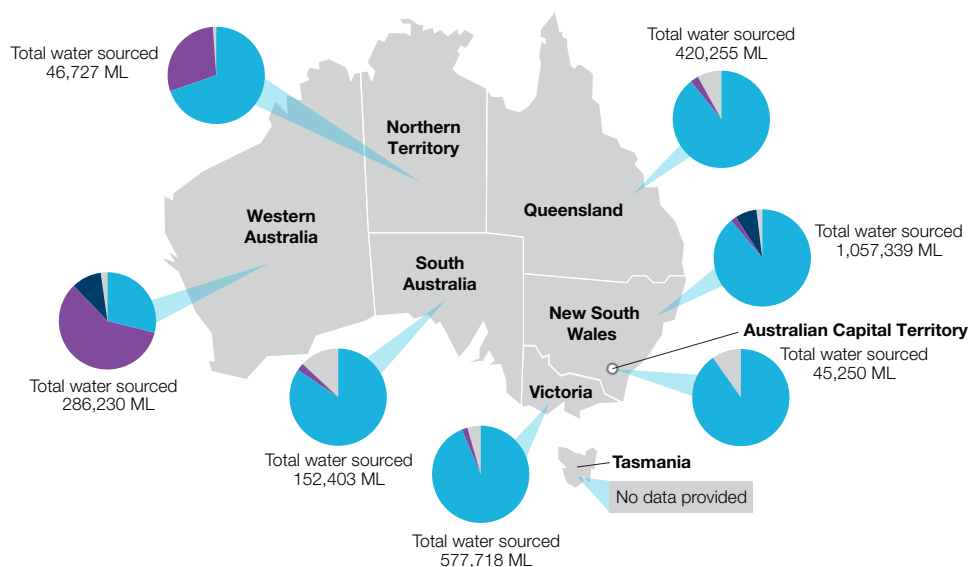 Total water sourced
46,727 ML
Total water sourced
420,255 ML
Northern
Territory
Queensland
Western
Australia
South
Australia
Total water sourced
1,057,339 ML
New South
Wales
Australian Capital Territory
Total water sourced
45,250 ML
Total water sourced
286,230 ML
Victoria
Total water sourced
152,403 ML
Tasmania
No data provided
Total water sourced
577,718 ML